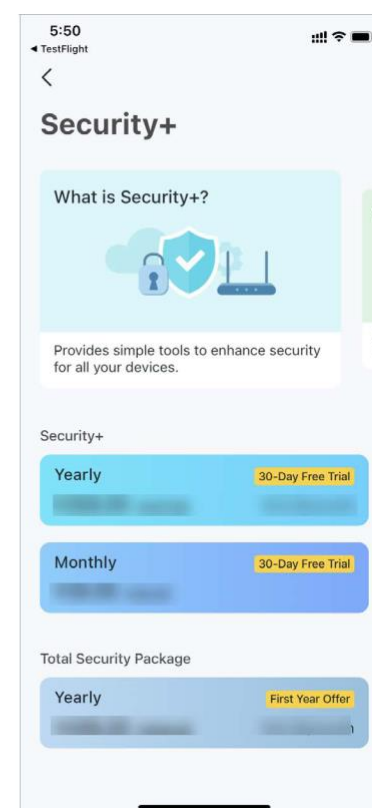 5:50
◀ TestFlight
Security+
What is Security+?
Provides simple tools to enhance security
for all your devices.
Security+
Yearly 30-Day Free Trial
Monthly 30-Day Free Trial
Total Security Package
Yearly First Year Offer